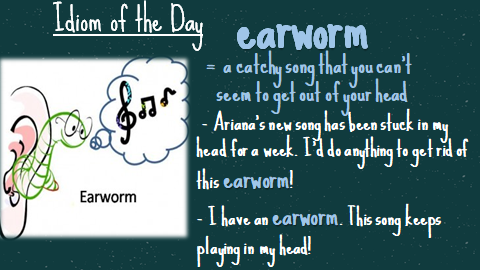 Idiom of the Day
earworm
= a catchy song that you can't
seem to get out of your head
- Ariana's new song has been stuck in my
head for a week. I'd do anything to get rid of
this earworm!
- I have an earworm. This song keeps
playing in my head!
Earworm